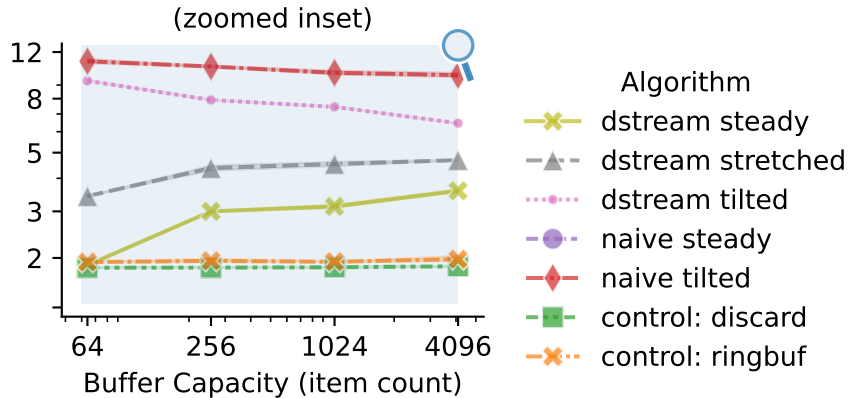 (zoomed inset)
12
8
5
3
2
64 256 1024 4096
Buffer Capacity (item count)
Algorithm
dstream steady
dstream stretched
dstream tilted
naive steady
naive tilted
control: discard
control: ringbuf